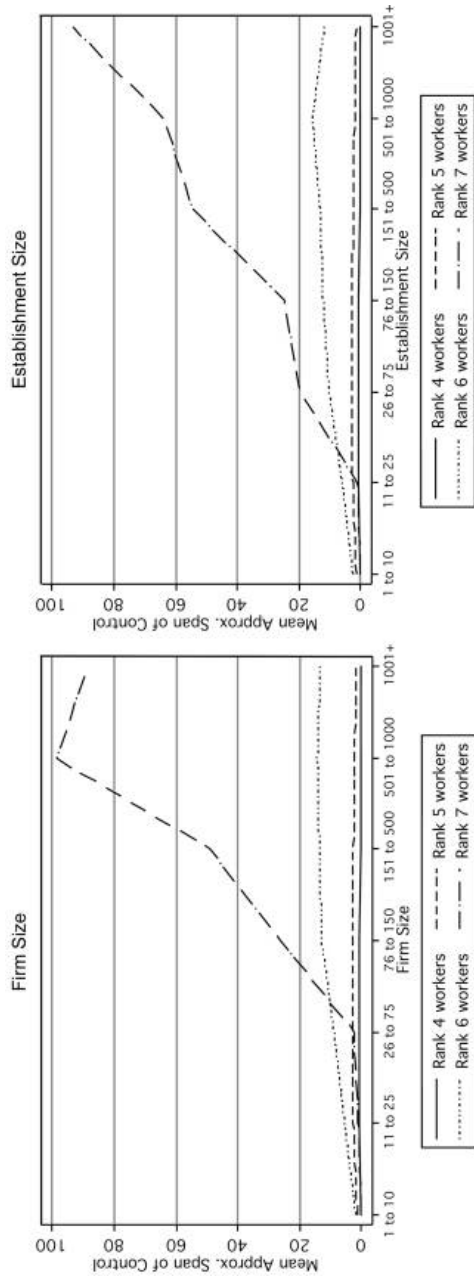 Firm Size
Mean Approx. Span of Control
100
80
60
40
20
0
1 to 10
11 to 25
26 to 75
76 to 150
151 to 500
501 to 1000
1001+
Firm Size
Rank 4 workers
Rank 5 workers
Rank 6 workers
Rank 7 workers
Establishment Size
Mean Approx. Span of Control
100
80
60
40
20
0
1 to 10
11 to 25
26 to 75
76 to 150
151 to 500
501 to 1000
1001+
Establishment Size
Rank 4 workers
Rank 5 workers
Rank 6 workers
Rank 7 workers